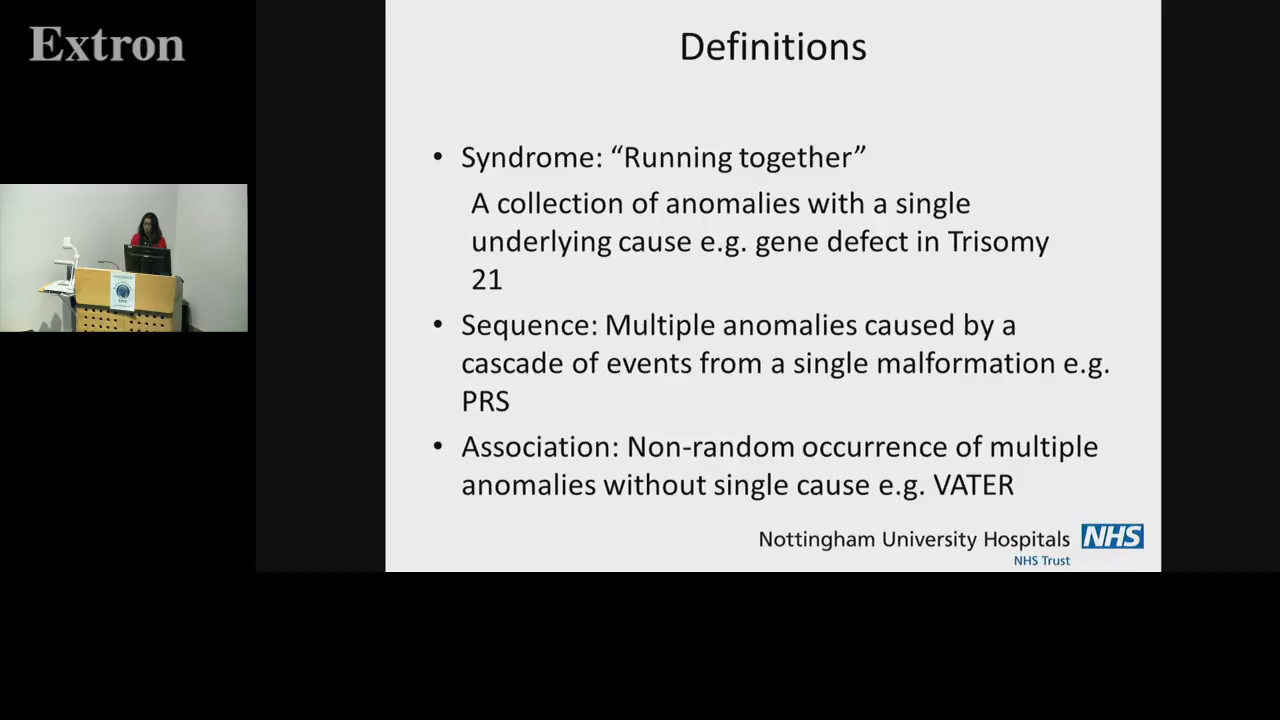 Extron
Definitions
• Syndrome: “Running together”
A collection of anomalies with a single
underlying cause e.g. gene defect in Trisomy
21
• Sequence: Multiple anomalies caused by a
cascade of events from a single malformation e.g.
PRS
• Association: Non-random occurrence of multiple
anomalies without single cause e.g. VATER
Nottingham University Hospitals NHS
NHS Trust